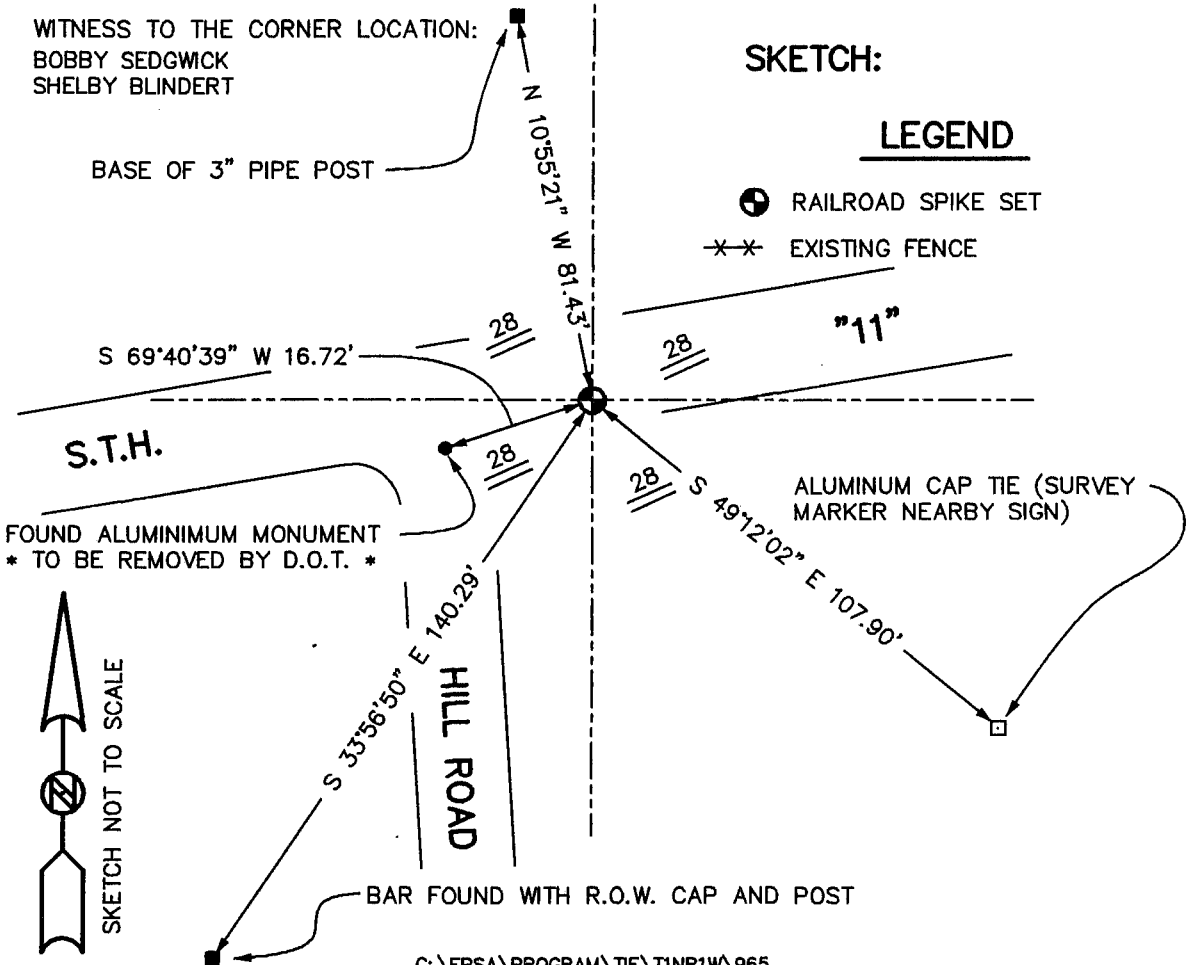 WITNESS TO THE CORNER LOCATION:
BOBBY SEDGWICK
SHELBY BLINDERT
SKETCH:
LEGEND
BASE OF 3" PIPE POST
RAILROAD SPIKE SET
EXISTING FENCE
N 10°55'21" W 81.43'
"11"
28
28
S 69°40'39" W 16.72'
S.T.H.
28
28
S 49°12'02" E 107.90'
ALUMINUM CAP TIE (SURVEY
MARKER NEARBY SIGN)
FOUND ALUMINIMUM MONUMENT
* TO BE REMOVED BY D.O.T. *
S 33°56'50" E 140.29'
HILL ROAD
N
SKETCH NOT TO SCALE
BAR FOUND WITH R.O.W. CAP AND POST